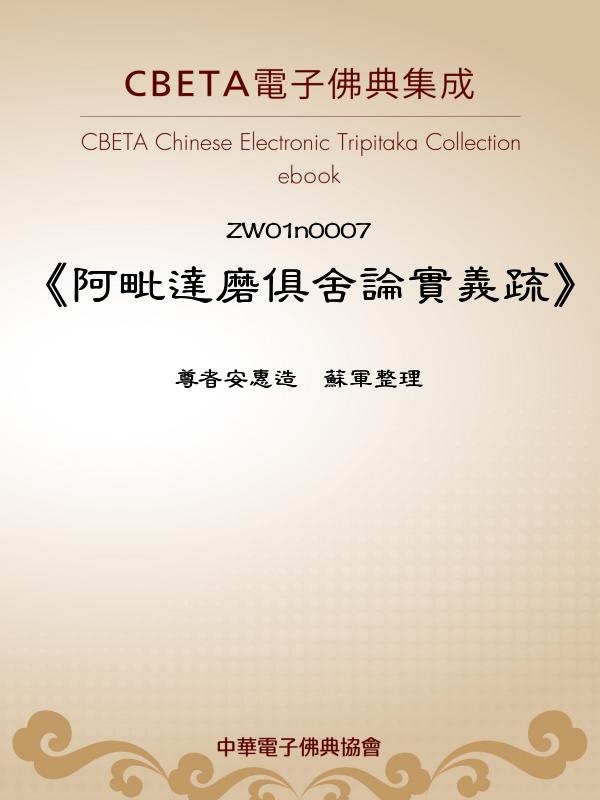 CBETA電子佛典集成
CBETA Chinese Electronic Tripitaka Collection
ebook
ZW01n0007
《阿毗達磨俱舍論實義疏》
尊者安惠造　蘇軍整理
中華電子佛典協會